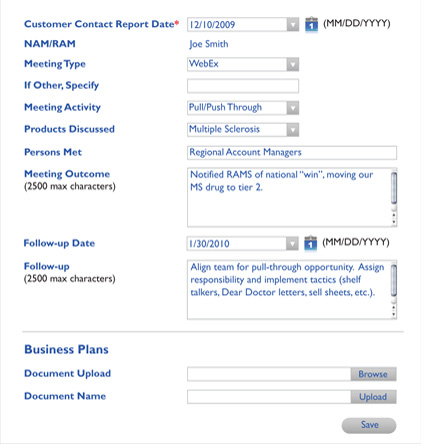 Customer Contact Report Date* 12/10/2009 1 (MM/DD/YYYY)
NAM/RAM Joe Smith
Meeting Type WebEx
If Other, Specify
Meeting Activity Pull/Push Through
Products Discussed Multiple Sclerosis
Persons Met Regional Account Managers
Meeting Outcome
(2500 max characters)
Notified RAMS of national "win", moving our
MS drug to tier 2.
Follow-up Date 1/30/2010 1 (MM/DD/YYYY)
Follow-up
(2500 max characters)
Align team for pull-through opportunity. Assign
responsibility and implement tactics (shelf
talkers, Dear Doctor letters, sell sheets, etc.).
Business Plans
Document Upload Browse
Document Name Upload
Save